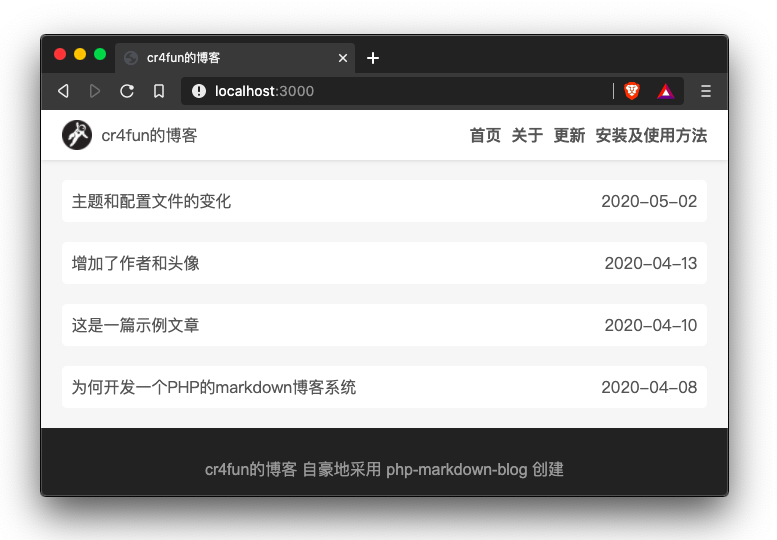 cr4fun的博客
localhost:3000
cr4fun的博客 首页 关于 更新 安装及使用方法
主题和配置文件的变化 2020-05-02
增加了作者和头像 2020-04-13
这是一篇示例文章 2020-04-10
为何开发一个PHP的markdown博客系统 2020-04-08
cr4fun的博客 自豪地采用 php-markdown-blog 创建